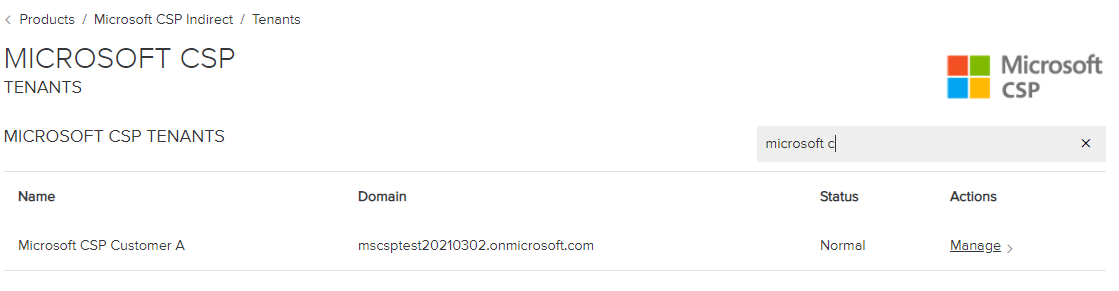 Products / Microsoft CSP Indirect / Tenants
MICROSOFT CSP
TENANTS
Microsoft
CSP
MICROSOFT CSP TENANTS
microsoft c
Name Domain Status Actions
Microsoft CSP Customer A mscsptest20210302.onmicrosoft.com Normal Manage